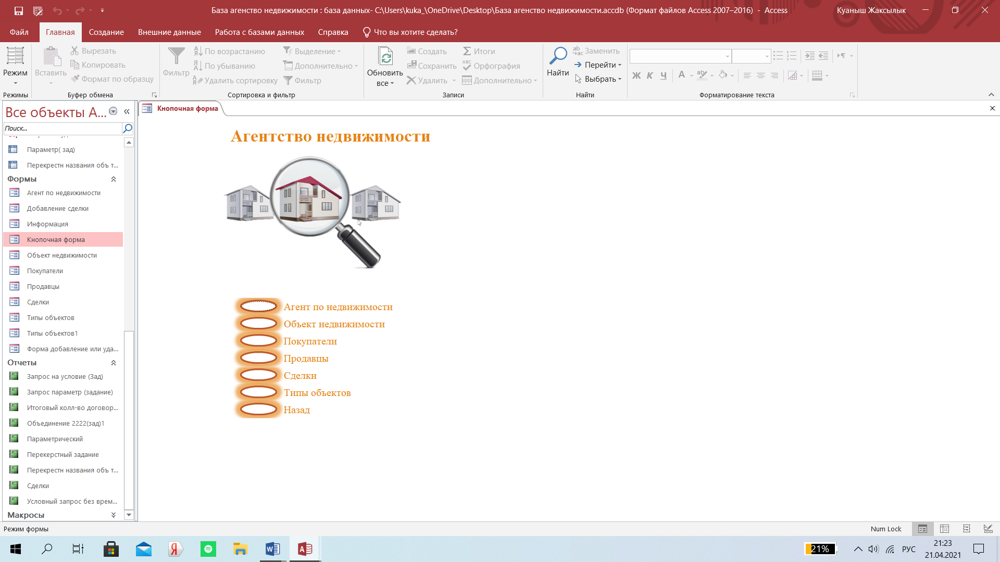 База агенство недвижимости : база данных- C:\Users\kuka_\OneDrive\Desktop\База агенство недвижимости.accdb (Формат файлов Access 2007–2016) - Access
Куаныш Жаксылык
Файл Главная Создание Внешние данные Работа с базами данных Справка Что вы хотите сделать?
Режим
Режимы
Вставить
Вырезать
Копировать
Формат по образцу
Буфер обмена
Фильтр
По возрастанию
По убыванию
Удалить сортировку
Выделение
Дополнительно
Фильтр
Сортировка и фильтр
Обновить
все
Создать
Сохранить
Удалить
Итоги
Орфография
Дополнительно
Записи
Найти
Заменить
Перейти
Выбрать
Найти
Ж К Ч А
Форматирование текста
Все объекты A...
Поиск...
Параметр( зад)
Перекрестн названия объ т...
Формы
Агент по недвижимости
Добавление сделки
Информация
Кнопочная форма
Объект недвижимости
Покупатели
Продавцы
Сделки
Типы объектов
Типы объектов1
Форма добавление или уда...
Отчеты
Запрос на условие (Зад)
Запрос параметр (задание)
Итоговый колл-во договор...
Объединение 2222(зад)1
Параметрический
Перекерстный задание
Перекрестн названия объ т...
Сделки
Условный запрос без врем...
Макросы
Кнопочная форма
Агентство недвижимости
Агент по недвижимости
Объект недвижимости
Покупатели
Продавцы
Сделки
Типы объектов
Назад
Режим формы
Num Lock
21%
РУС
21:23
21.04.2021